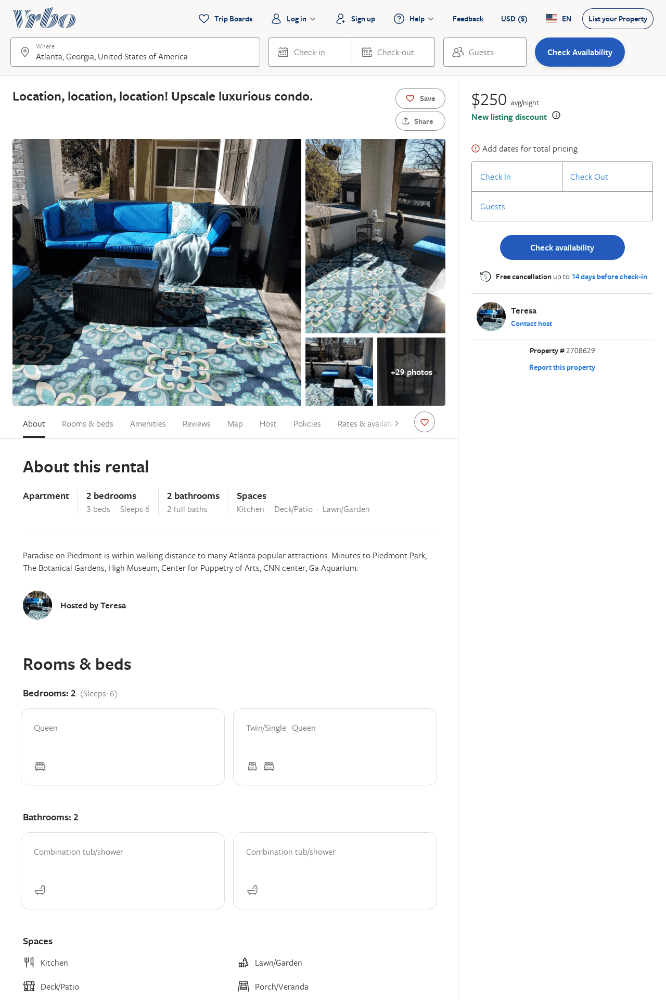 Vrbo
Trip Boards
Log in
Sign up
Help
Feedback
USD ($)
EN
List your Property
Where
Atlanta, Georgia, United States of America
Check-in
Check-out
Guests
Check Availability
Location, location, location! Upscale luxurious condo.
Save
Share
+29 photos
$250 avg/night
New listing discount
Add dates for total pricing
Check In
Check Out
Guests
Check availability
Free cancellation up to 14 days before check-in
Teresa
Contact host
Property # 2708629
Report this property
About
Rooms & beds
Amenities
Reviews
Map
Host
Policies
Rates &
About this rental
Apartment
2 bedrooms
3 beds · Sleeps 6
2 bathrooms
2 full baths
Spaces
Kitchen · Deck/Patio · Lawn/Garden
Paradise on Piedmont is within walking distance to many Atlanta popular attractions. Minutes to Piedmont Park,
The Botanical Gardens, High Museum, Center for Puppetry of Arts, CNN center, Ga Aquarium.
Hosted by Teresa
Rooms & beds
Bedrooms: 2 (Sleeps: 6)
Queen
Twin/Single · Queen
Bathrooms: 2
Combination tub/shower
Combination tub/shower
Spaces
Kitchen
Lawn/Garden
Deck/Patio
Porch/Veranda